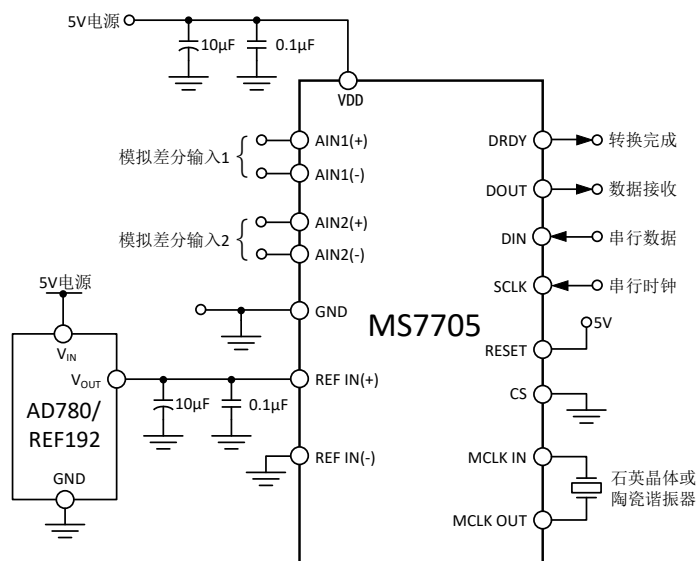 5V电源
10μF
0.1μF
VDD
模拟差分输入1
AIN1(+)
AIN1(-)
模拟差分输入2
AIN2(+)
AIN2(-)
GND
REF IN(+)
REF IN(-)
MS7705
DRDY
转换完成
DOUT
数据接收
DIN
串行数据
SCLK
串行时钟
5V
RESET
CS
MCLK IN
MCLK OUT
石英晶体或
陶瓷谐振器
5V电源
VIN
VOUT
AD780/
REF192
GND
10μF
0.1μF